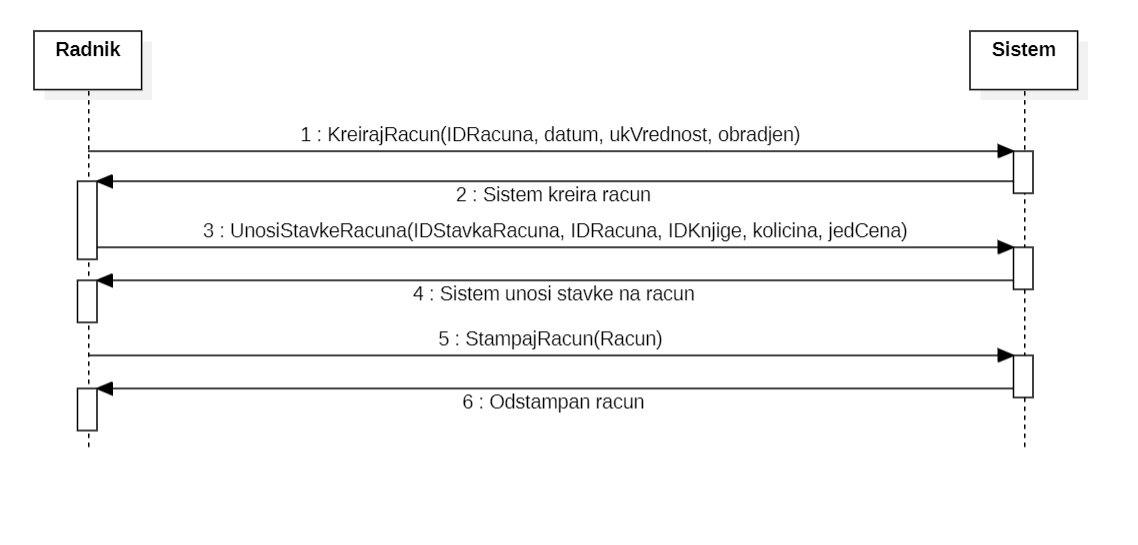 Radnik
Sistem
1 : KreirajRacun(IDRacuna, datum, ukVrednost, obradjen)
2 : Sistem kreira racun
3 : UnosiStavkeRacuna(IDStavkaRacuna, IDRacuna, IDKnjige, kolicina, jedCena)
4 : Sistem unosi stavke na racun
5 : StampajRacun(Racun)
6 : Odstampan racun